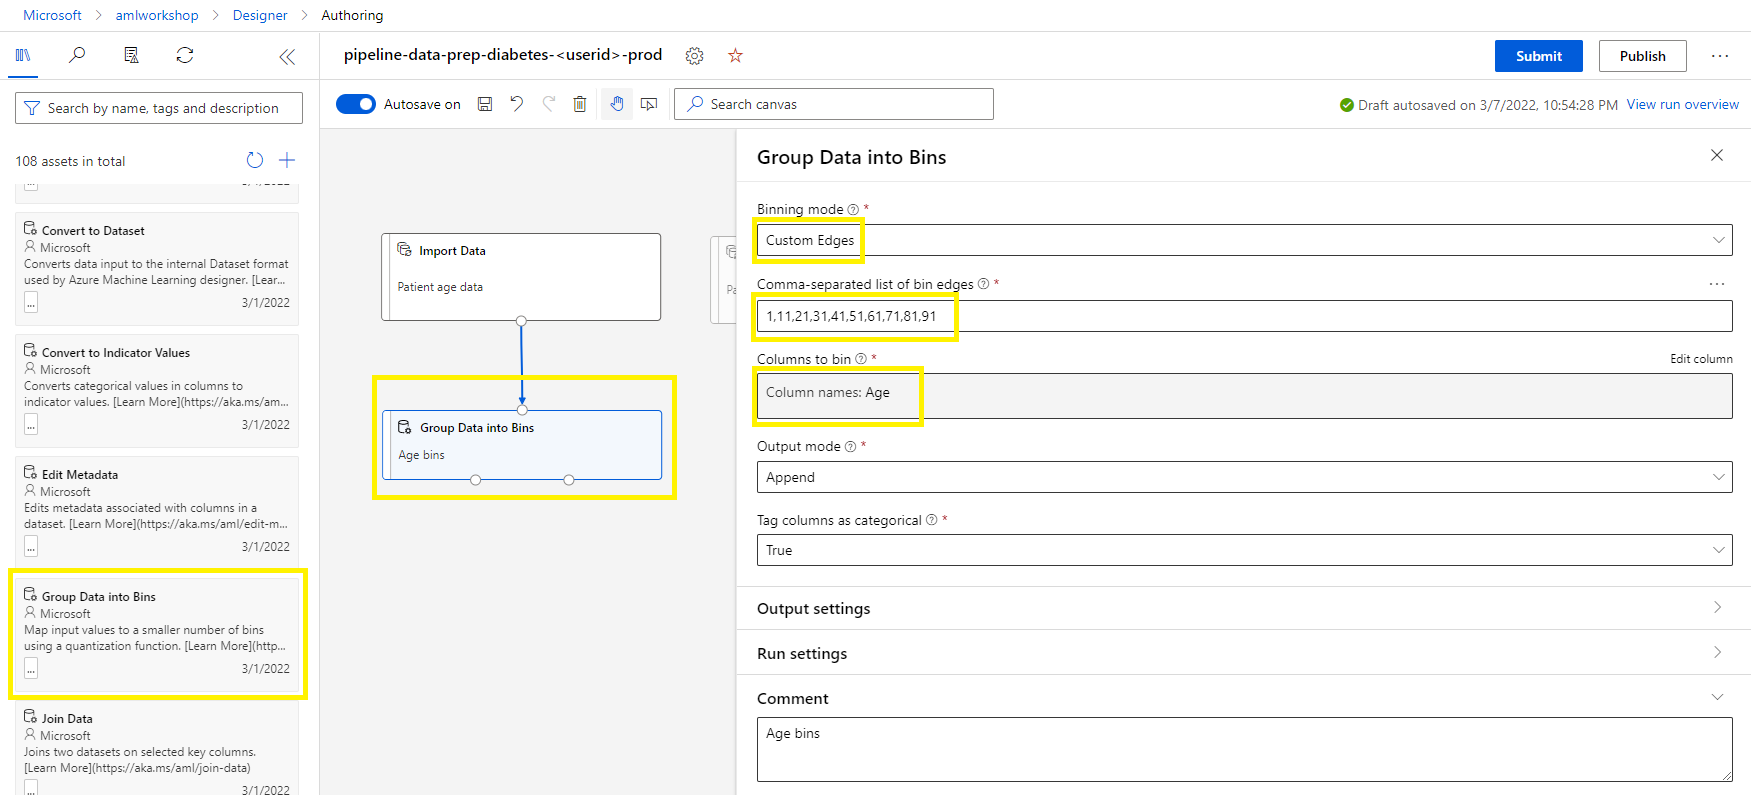 Microsoft > amlworkshop > Designer > Authoring
pipeline-data-prep-diabetes-<userid>-prod
Submit
Publish
...
Search by name, tags and description
Autosave on
Search canvas
Draft autosaved on 3/7/2022, 10:54:28 PM
View run overview
108 assets in total
...
Convert to Dataset
Microsoft
Converts data input to the internal Dataset format
used by Azure Machine Learning designer. [Lear...
...
3/1/2022
Convert to Indicator Values
Microsoft
Converts categorical values in columns to
indicator values. [Learn More](https://aka.ms/am...
...
3/1/2022
Edit Metadata
Microsoft
Edits metadata associated with columns in a
dataset. [Learn More](https://aka.ms/aml/edit-m...
...
3/1/2022
Group Data into Bins
Microsoft
Map input values to a smaller number of bins
using a quantization function. [Learn More](http...
...
3/1/2022
Join Data
Microsoft
Joins two datasets on selected key columns.
[Learn More](https://aka.ms/aml/join-data)
...
3/1/2022
Import Data
Patient age data
Pa
Group Data into Bins
Age bins
Group Data into Bins
Binning mode *
Custom Edges
Comma-separated list of bin edges *
...
1,11,21,31,41,51,61,71,81,91
Columns to bin *
Edit column
Column names: Age
Output mode *
Append
Tag columns as categorical *
True
Output settings
Run settings
Comment
Age bins